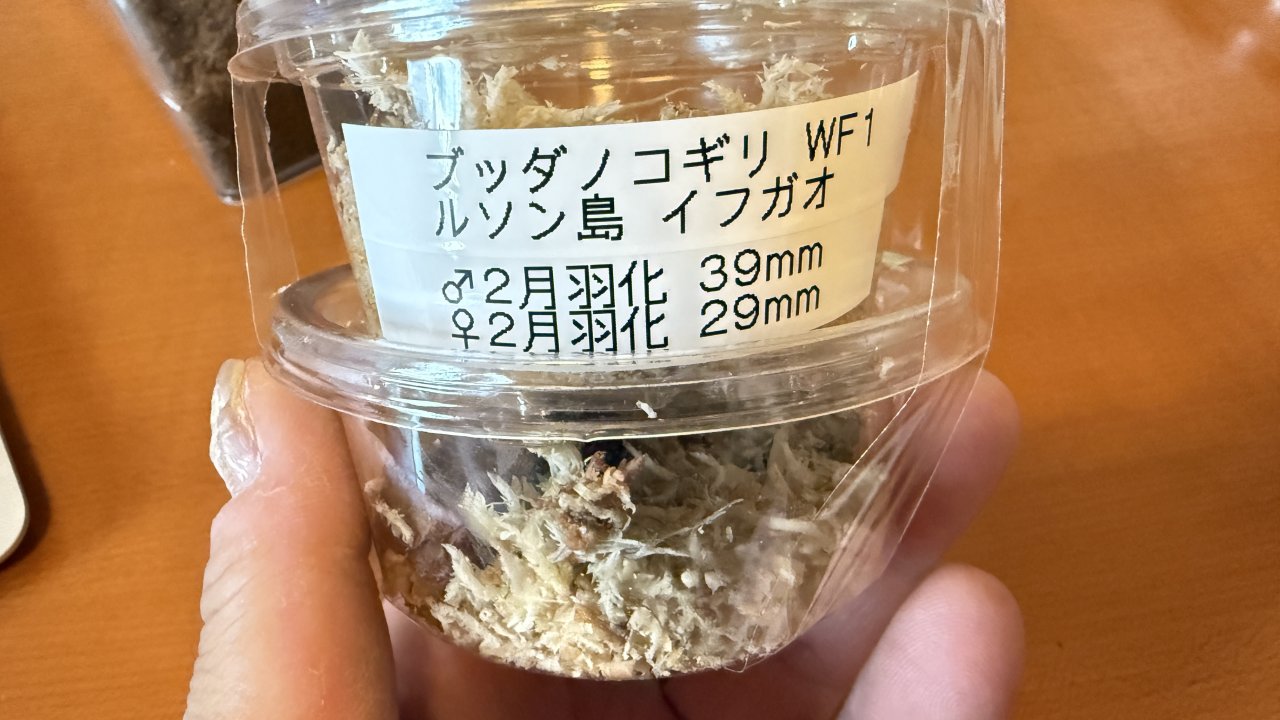 ブッダノコギリ WF1
ルソン島 イフガオ
♂2月羽化 39mm
♀2月羽化 29mm